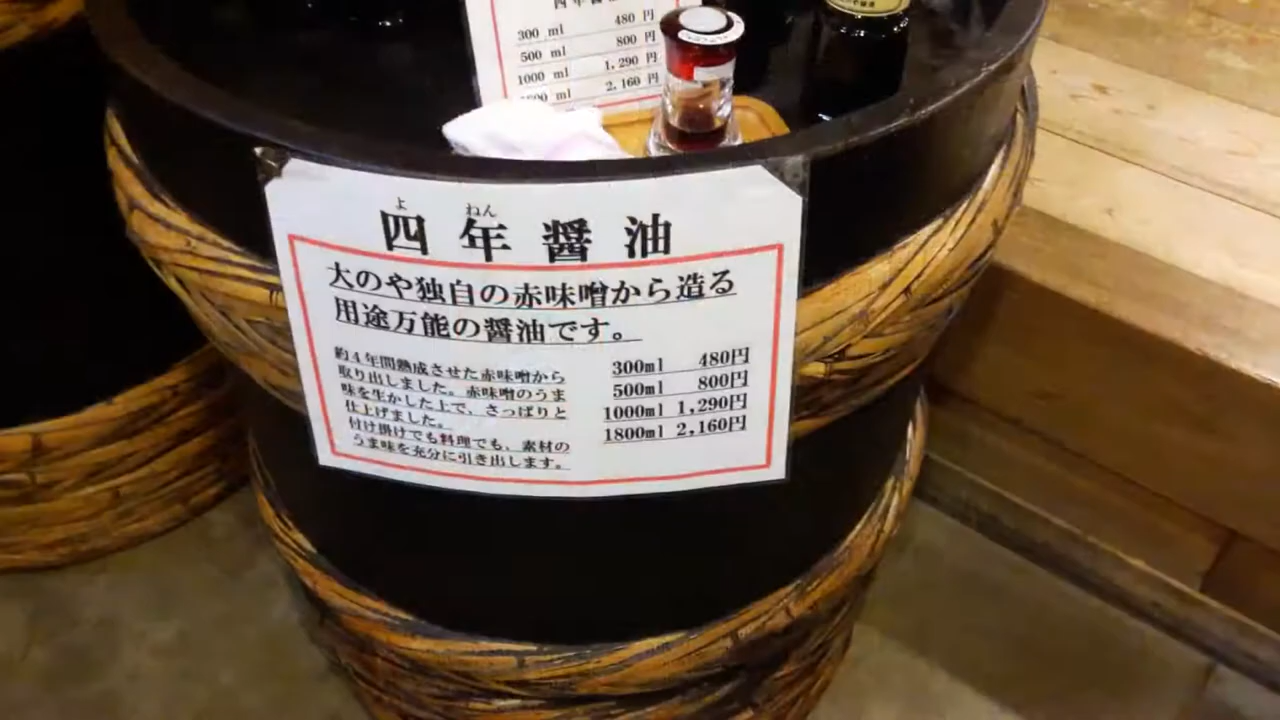 四年醤油
300 ml 480 円
500 ml 800 円
1000 ml 1,290 円
2,160 円
よ ねん
四年醤油
大のや独自の赤味噌から造る
用途万能の醤油です。
約4年間熟成させた赤味噌から
取り出しました。赤味噌のうま
味を生かした上で、さっぱりと
仕上げました。
付け掛けでも料理でも、素材の
うま味を充分に引き出します。
300ml 480円
500ml 800円
1000ml 1,290円
1800ml 2,160円